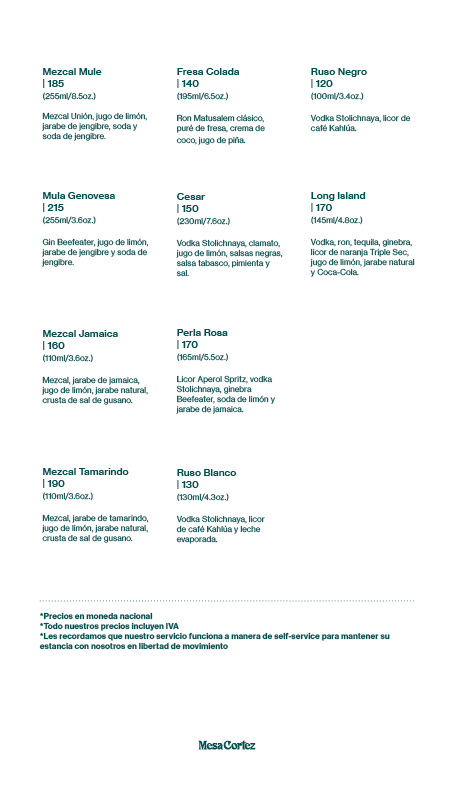 Mezcal Mule
| 185
(255ml/8.5oz.)
Mezcal Unión, jugo de limón,
jarabe de jengibre, soda y
soda de jengibre.
Fresa Colada
| 140
(195ml/6.5oz.)
Ron Matusalem clásico,
puré de fresa, crema de
coco, jugo de piña.
Ruso Negro
| 120
(100ml/3.4oz.)
Vodka Stolichnaya, licor de
café Kahlúa.
Mula Genovesa
| 215
(255ml/3.6oz.)
Gin Beefeater, jugo de limón,
jarabe de jengibre y soda de
jengibre.
Cesar
| 150
(230ml/7.6oz.)
Vodka Stolichnaya, clamato,
jugo de limón, salsas negras,
salsa tabasco, pimienta y
sal.
Long Island
| 170
(145ml/4.8oz.)
Vodka, ron, tequila, ginebra,
licor de naranja Triple Sec,
jugo de limón, jarabe natural
y Coca-Cola.
Mezcal Jamaica
| 160
(110ml/3.6oz.)
Mezcal, jarabe de jamaica,
jugo de limón, jarabe natural,
crusta de sal de gusano.
Perla Rosa
| 170
(165ml/5.5oz.)
Licor Aperol Spritz, vodka
Stolichnaya, ginebra
Beefeater, soda de limón y
jarabe de jamaica.
Mezcal Tamarindo
| 190
(110ml/3.6oz.)
Mezcal, jarabe de tamarindo,
jugo de limón, jarabe natural,
crusta de sal de gusano.
Ruso Blanco
| 130
(130ml/4.3oz.)
Vodka Stolichnaya, licor
de café Kahlúa y leche
evaporada.
*Precios en moneda nacional
*Todo nuestros precios incluyen IVA
*Les recordamos que nuestro servicio funciona a manera de self-service para mantener su
estancia con nosotros en libertad de movimiento
Mesa Cortez